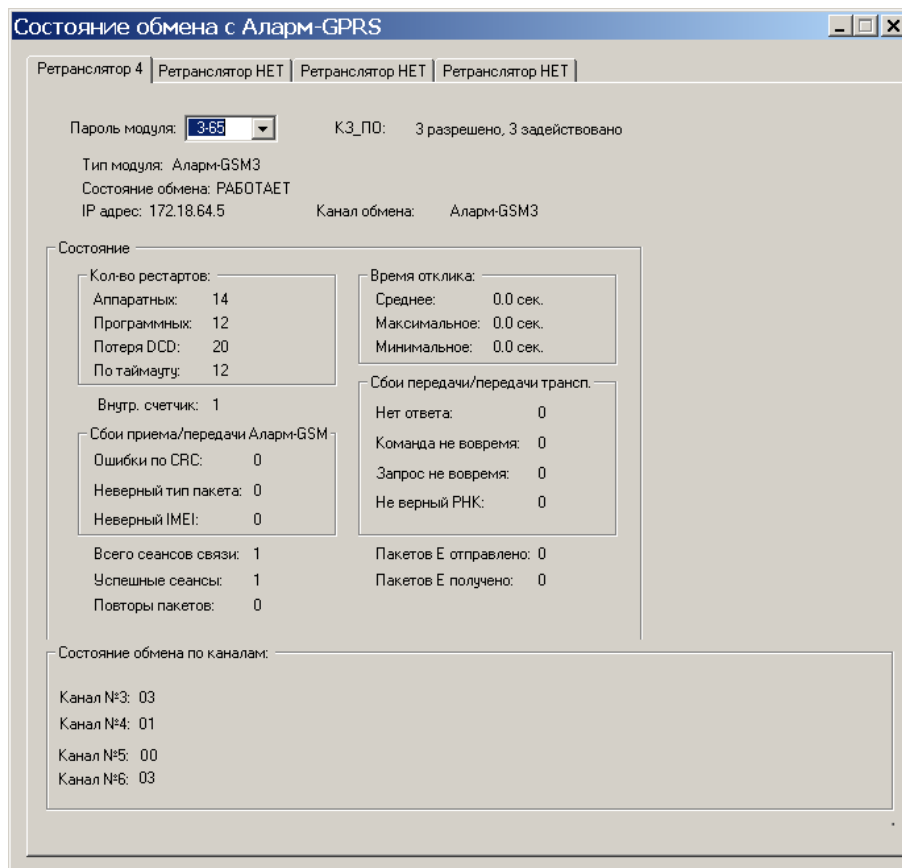 Состояние обмена с Аларм-GPRS
Ретранслятор 4 Ретранслятор НЕТ Ретранслятор НЕТ Ретранслятор НЕТ
Пароль модуля: 3-65 КЗ_ПО: 3 разрешено, 3 задействовано
Тип модуля: Аларм-GSM3
Состояние обмена: РАБОТАЕТ
IP адрес: 172.18.64.5 Канал обмена: Аларм-GSM3
Состояние
Кол-во рестартов:
Аппаратных: 14
Программных: 12
Потеря DCD: 20
По таймауту: 12
Внутр. счетчик: 1
Сбои приема/передачи Аларм-GSM
Ошибки по CRC: 0
Неверный тип пакета: 0
Неверный IMEI: 0
Всего сеансов связи: 1
Успешные сеансы: 1
Повторы пакетов: 0
Время отклика:
Среднее: 0.0 сек.
Максимальное: 0.0 сек.
Минимальное: 0.0 сек.
Сбои передачи/передачи трансп.
Нет ответа: 0
Команда не вовремя: 0
Запрос не вовремя: 0
Не верный РНК: 0
Пакетов Е отправлено: 0
Пакетов Е получено: 0
Состояние обмена по каналам:
Канал №3: 03
Канал №4: 01
Канал №5: 00
Канал №6: 03